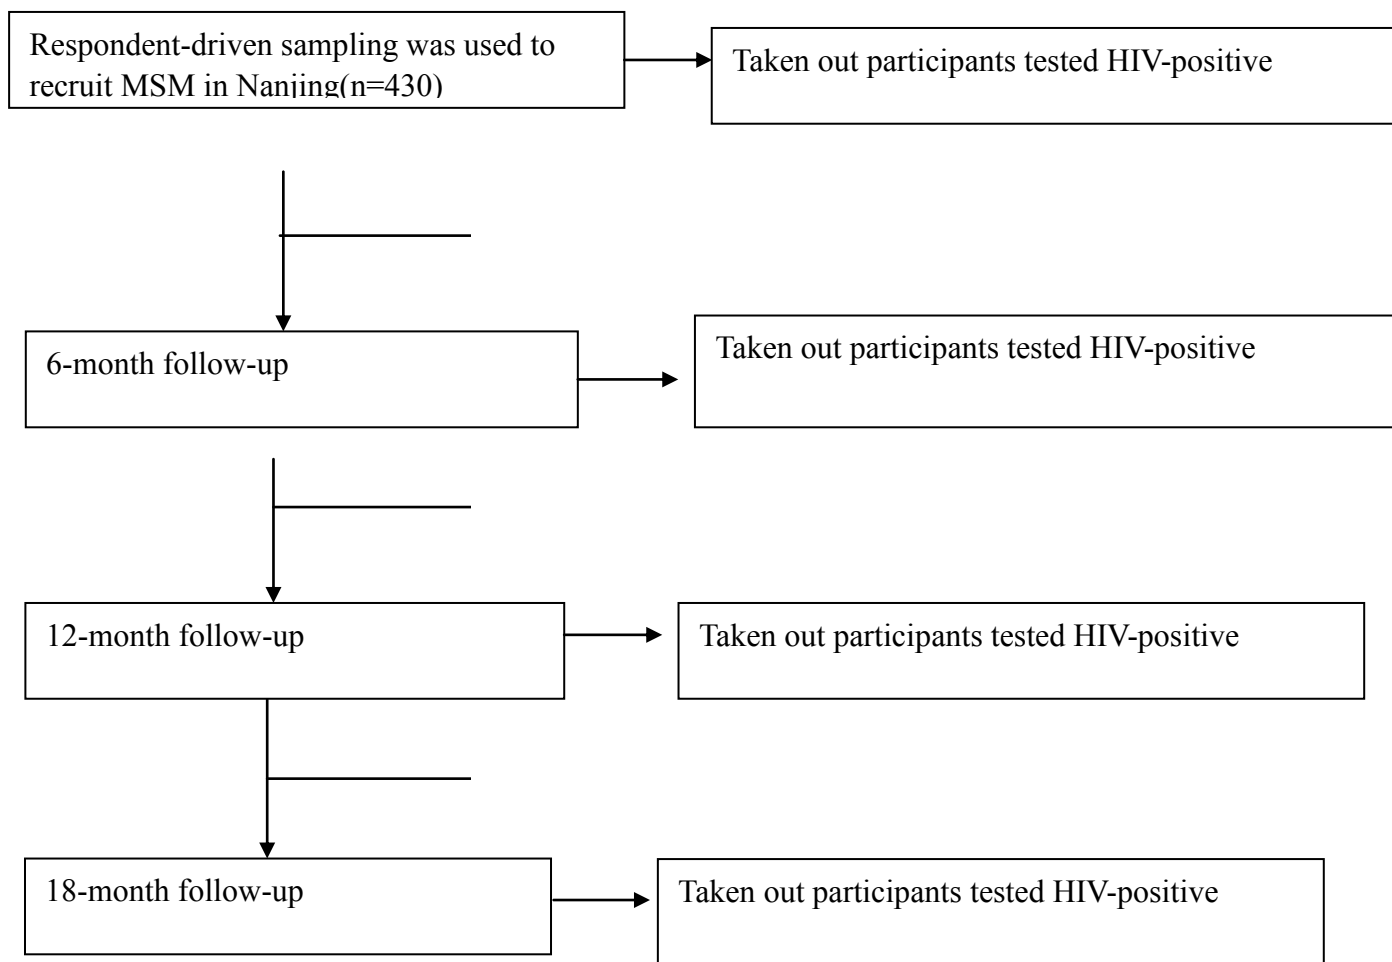 Respondent-driven sampling was used to
recruit MSM in Nanjing(n=430)
Taken out participants tested HIV-positive
6-month follow-up
Taken out participants tested HIV-positive
12-month follow-up
Taken out participants tested HIV-positive
18-month follow-up
Taken out participants tested HIV-positive